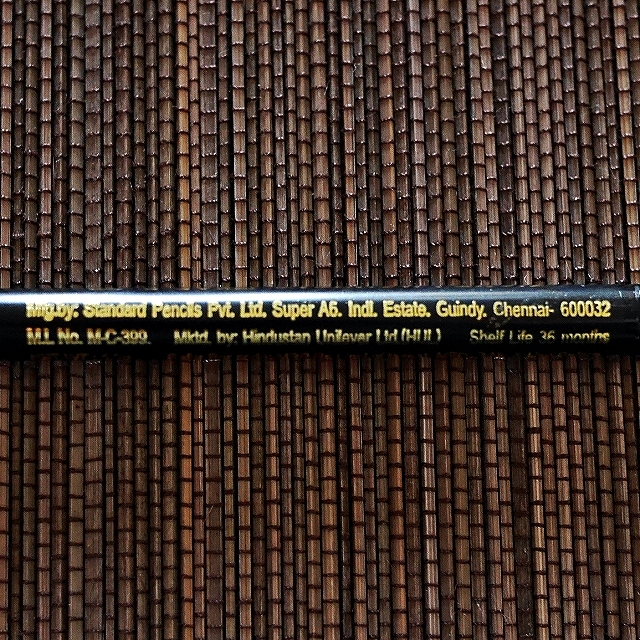 Mfg.by: Standard Pencils Pvt. Ltd. Super A6. Indl. Estate. Guindy. Chennai- 600032
M.L No. M.C-399. Mktd. by: Hindustan Unilever Ltd (HUL) Shelf Life 36 months